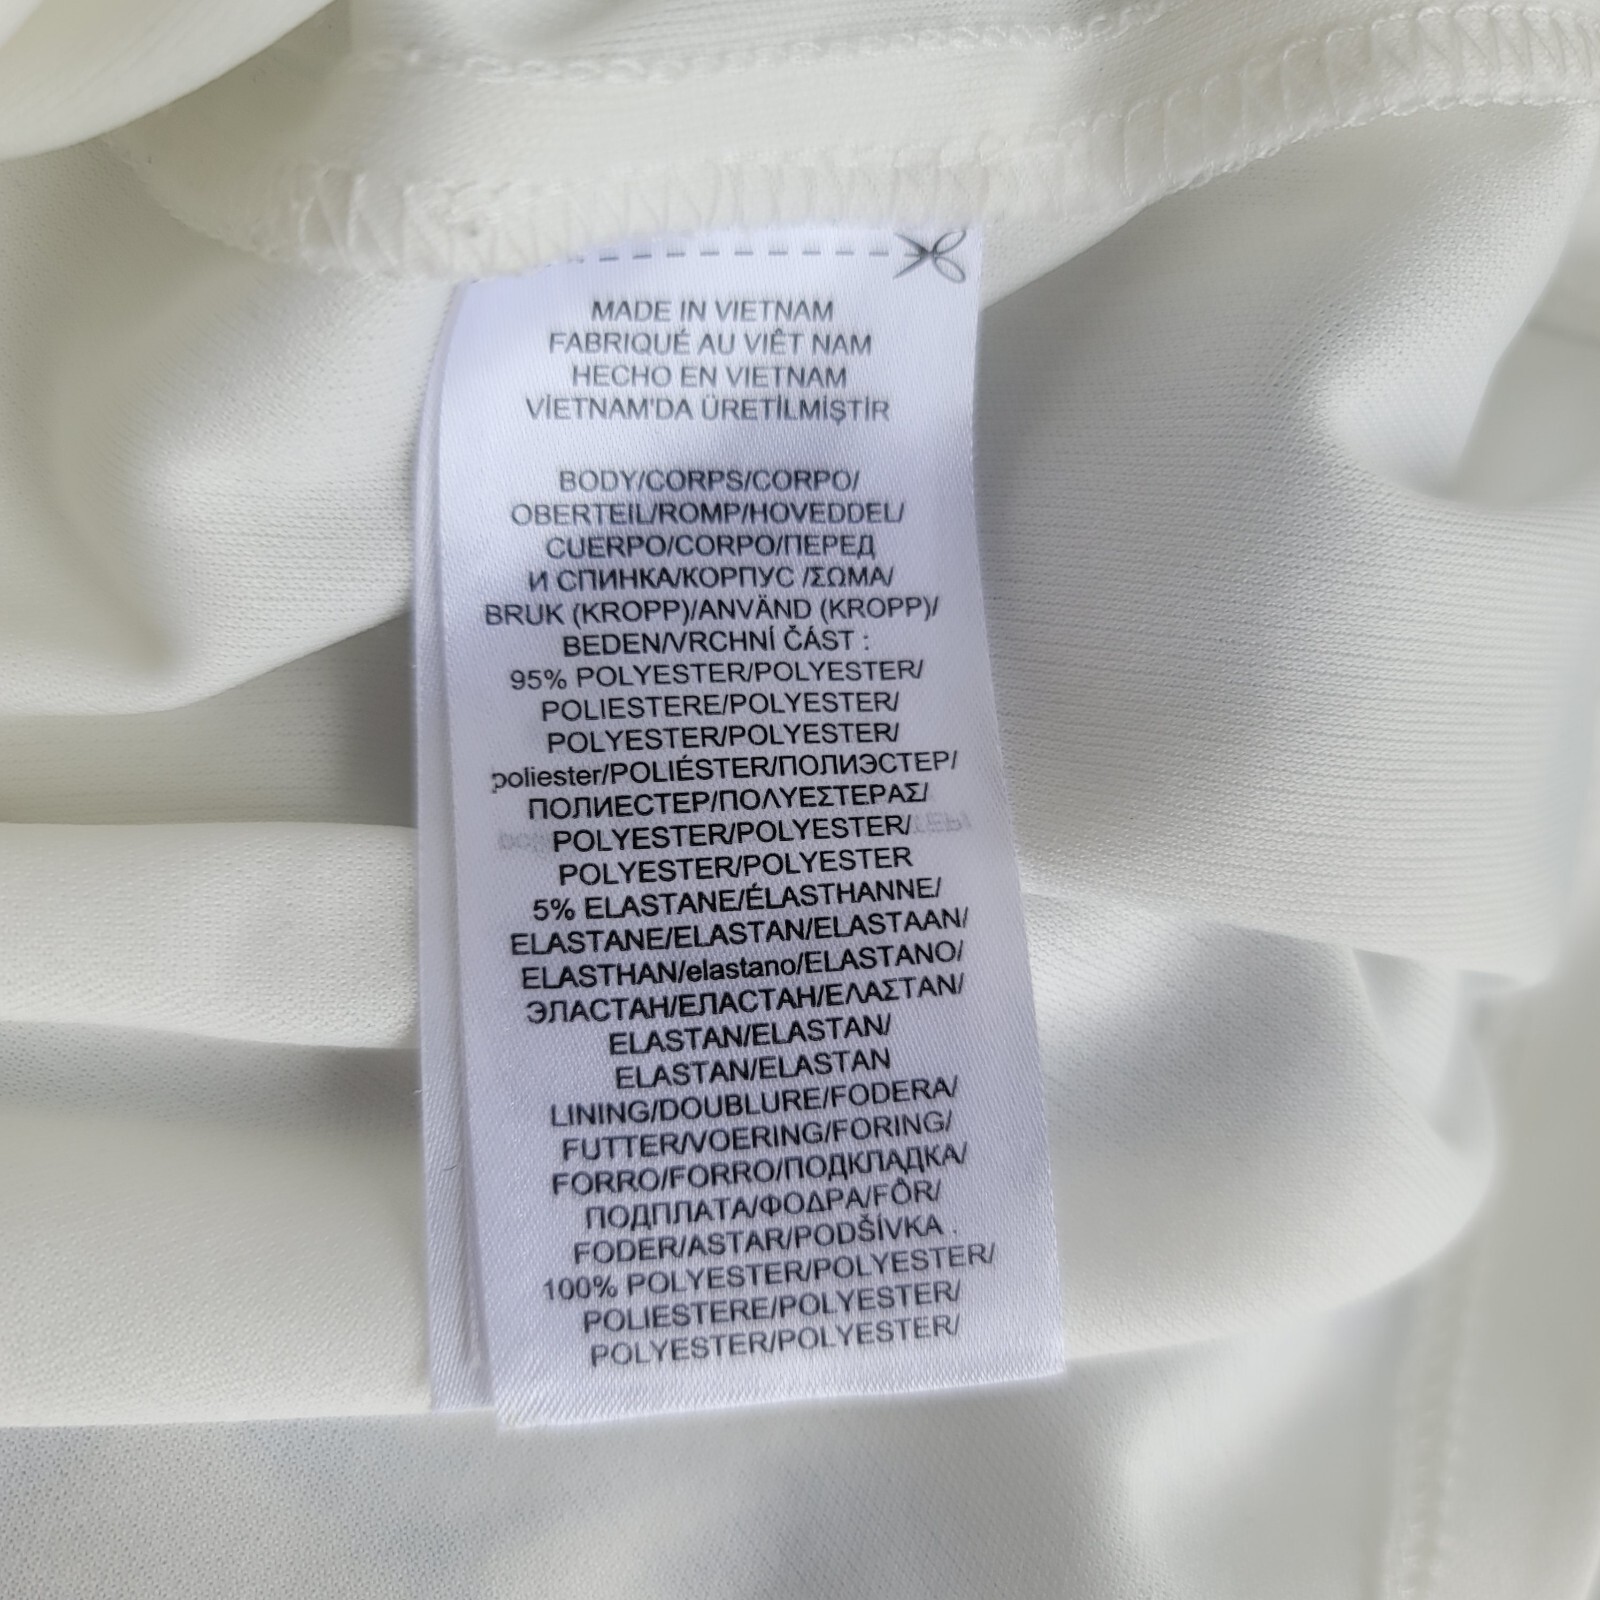 MADE IN VIETNAM
FABRIQUÉ AU VIÊT NAM
HECHO EN VIETNAM
VİETNAM'DA ÜRETİLMİŞTİR
BODY/CORPS/CORPO/
OBERTEIL/ROMP/HOVEDDEL/
CUERPO/CORPO/ПЕРЕД
И СПИНКА/КОРПУС /ΣΩΜΑ/
BRUK (KROPP)/ANVÄND (KROPP)/
BEDEN/VRCHNÍ ČÁST :
95% POLYESTER/POLYESTER/
POLIESTERE/POLYESTER/
POLYESTER/POLYESTER/
poliester/POLIÉSTER/ПОЛИЭСТЕР/
ПОЛИЕСТЕР/ΠΟΛΥΕΣΤΕΡΑΣ/
POLYESTER/POLYESTER/
POLYESTER/POLYESTER
5% ELASTANE/ÉLASTHANNE/
ELASTANE/ELASTAN/ELASTAAN/
ELASTHAN/elastano/ELASTANO/
ЭЛАСТАН/ЕЛАСТАН/ΕΛΑΣΤΑΝ/
ELASTAN/ELASTAN/
ELASTAN/ELASTAN
LINING/DOUBLURE/FODERA/
FUTTER/VOERING/FORING/
FORRO/FORRO/ПОДКЛАДКА/
ПОДПЛАТА/ΦΟΔΡΑ/FÔR/
FODER/ASTAR/PODŠÍVKA :
100% POLYESTER/POLYESTER/
POLIESTERE/POLYESTER/
POLYESTER/POLYESTER/